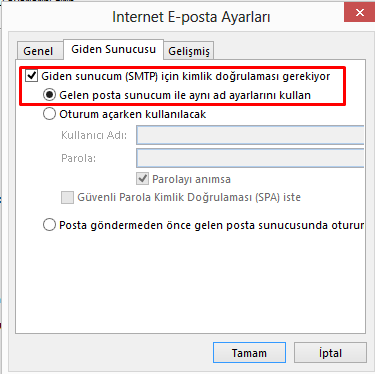 Internet E-posta Ayarları
Genel Giden Sunucusu Gelişmiş
Giden sunucum (SMTP) için kimlik doğrulaması gerekiyor
Gelen posta sunucum ile aynı ad ayarlarını kullan
Oturum açarken kullanılacak
Kullanıcı Adı:
Parola:
Parolayı anımsa
Güvenli Parola Kimlik Doğrulaması (SPA) iste
Posta göndermeden önce gelen posta sunucusunda oturur
Tamam İptal